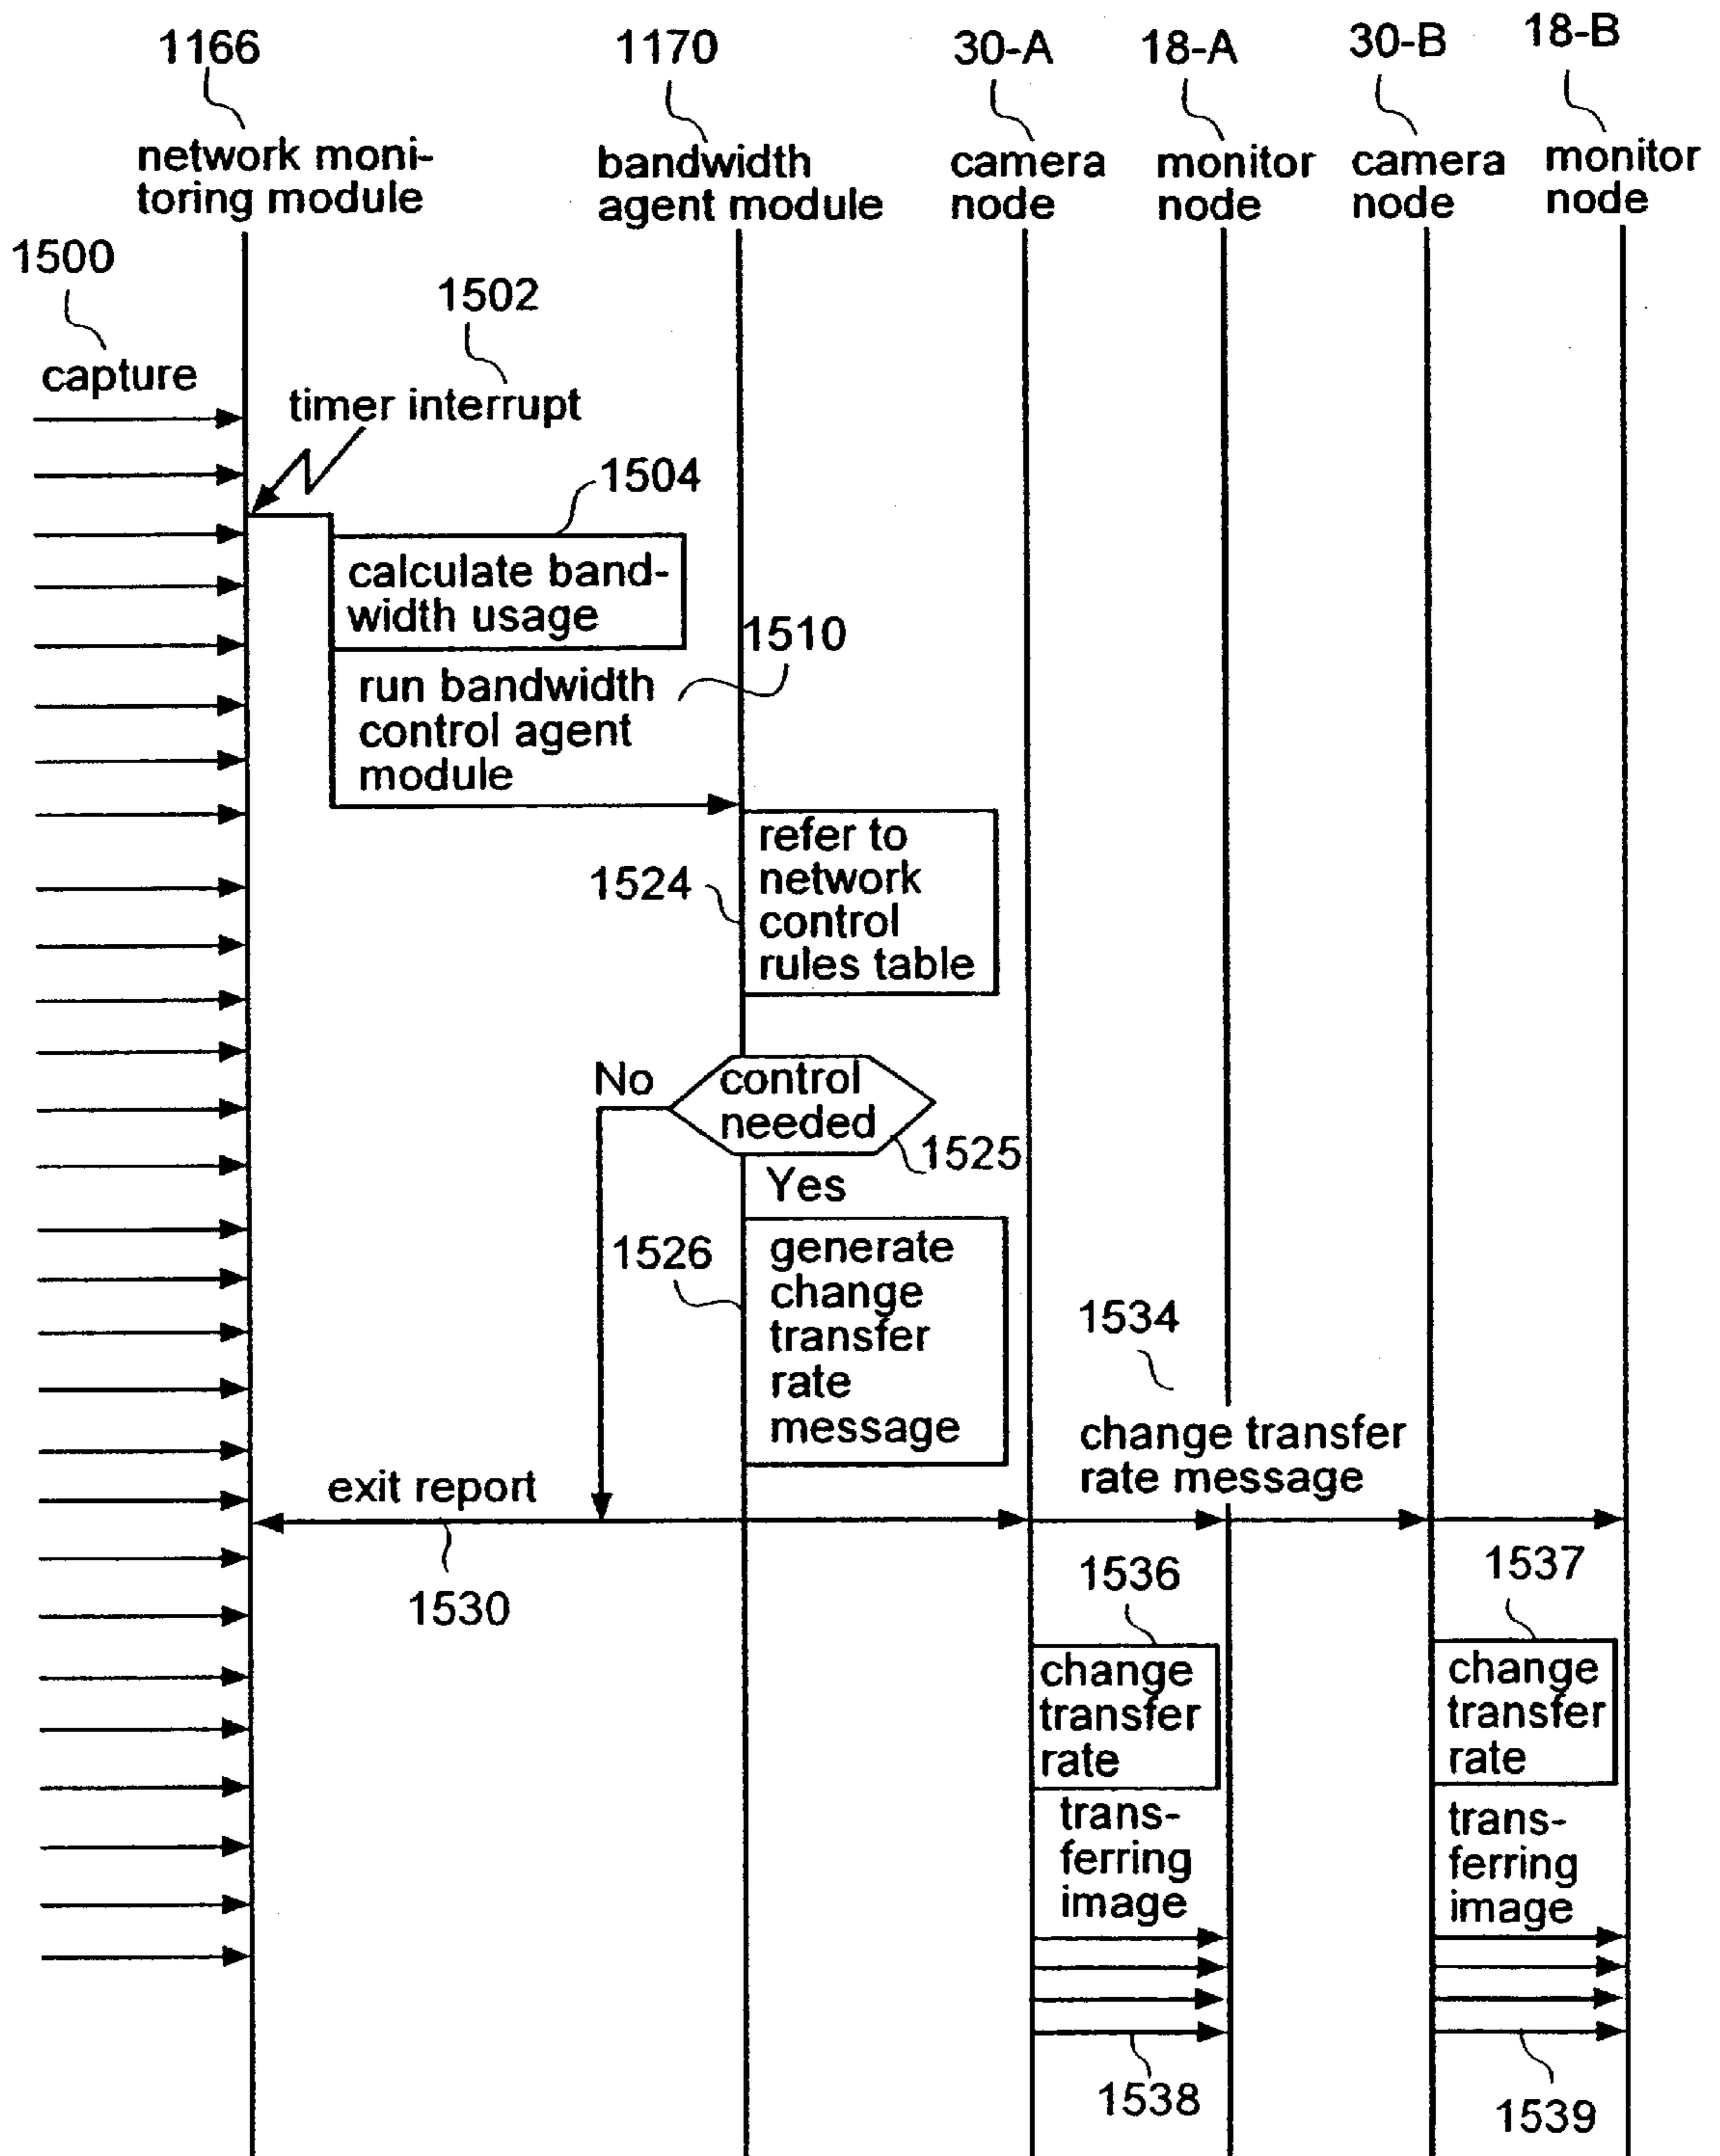 1166
1170
30-A
18-A
30-B
18-B
network moni-
toring module
bandwidth
agent module
camera
node
monitor
node
camera
node
monitor
node
1500
capture
1502
timer interrupt
1504
calculate band-
width usage
1510
run bandwidth
control agent
module
1524
refer to
network
control
rules table
No
control
needed
1525
Yes
1526
generate
change
transfer
rate
message
1534
change transfer
rate message
exit report
1530
1536
change
transfer
rate
1537
change
transfer
rate
trans-
ferring
image
trans-
ferring
image
1538
1539